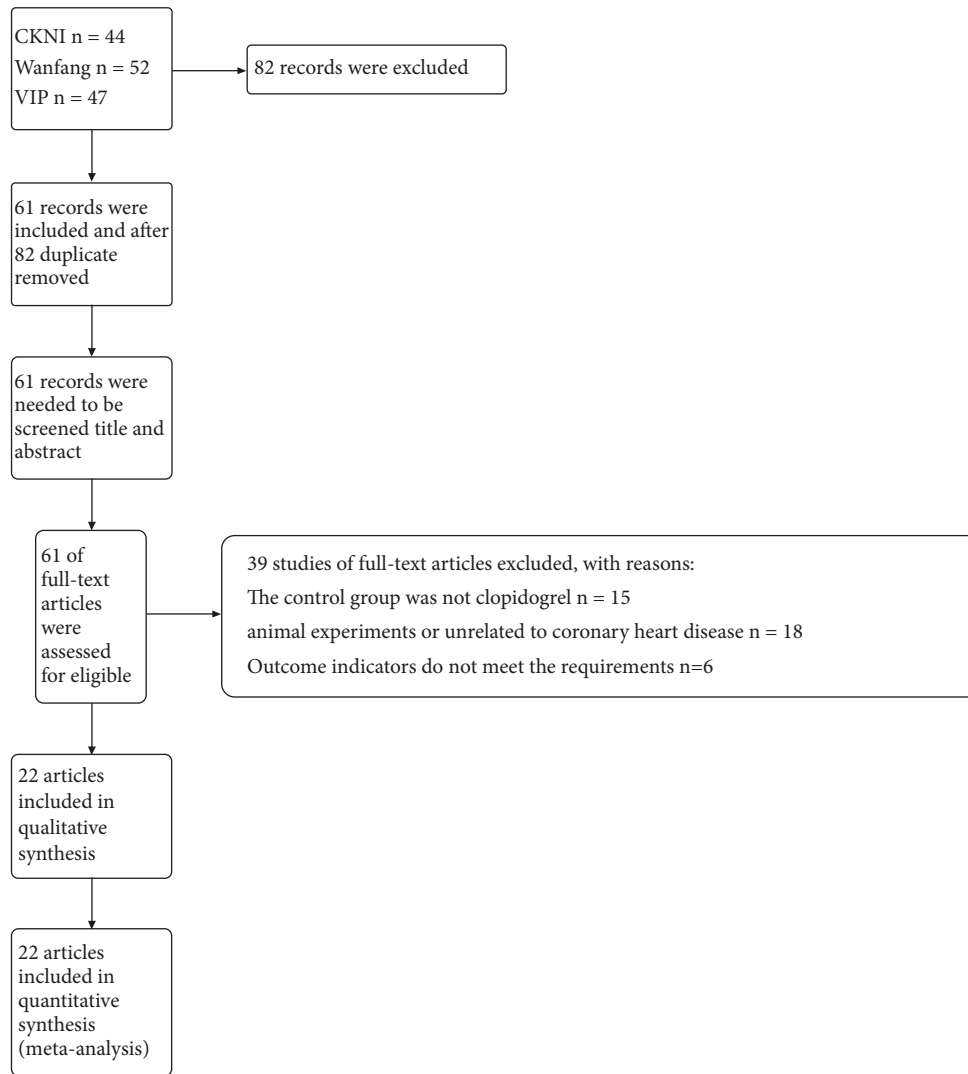 CKNI n = 44
Wanfang n = 52
VIP n = 47
82 records were excluded
61 records were
included and after
82 duplicate
removed
61 records were
needed to be
screened title and
abstract
61 of
full-text
articles
were
assessed
for eligible
39 studies of full-text articles excluded, with reasons:
The control group was not clopidogrel n = 15
animal experiments or unrelated to coronary heart disease n = 18
Outcome indicators do not meet the requirements n=6
22 articles
included in
qualitative
synthesis
22 articles
included in
quantitative
synthesis
(meta-analysis)